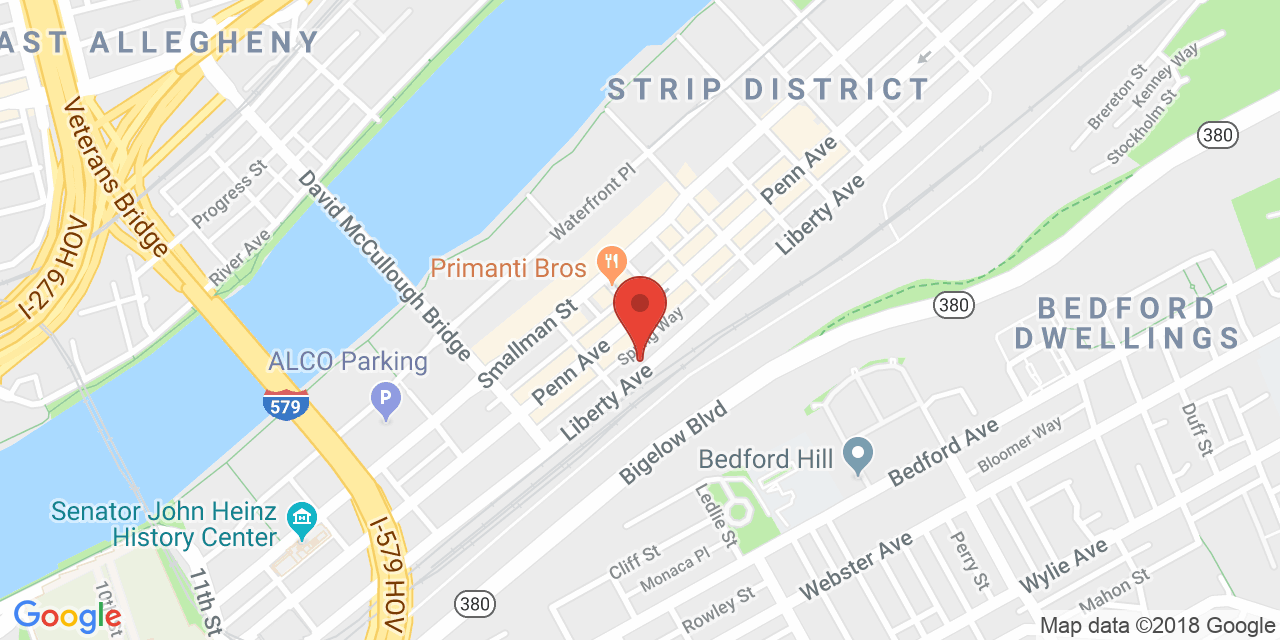 AST ALLEGHENY
STRIP DISTRICT
Brereton St
Kenney Way
Stockholm St
380
Veterans Bridge
Progress St
River Ave
I-279 HOV
David McCullough Bridge
Waterfront Pl
Penn Ave
Liberty Ave
Primanti Bros
Smallman St
Spring Way
380
BEDFORD
DWELLINGS
ALCO Parking
P
579
Penn Ave
Liberty Ave
Bigelow Blvd
Bedford Hill
Bedford Ave
Bloomer Way
Duff St
Ledlie St
Senator John Heinz
History Center
I-579 HOV
Cliff St
Monaca Pl
Webster Ave
Perry St
Wylie Ave
Mahon St
Rowley St
380
10th St
11th St
Google
Map data ©2018 Google